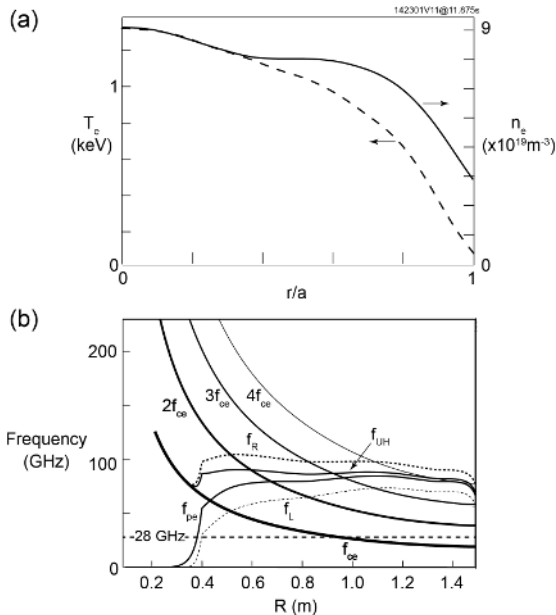 (a)
142301V11@11.675s
9
1
T_e
(keV)
n_e
(x10^19 m^-3)
0
0
0
1
r/a
(b)
200
4f_ce
3f_ce
2f_ce
f_R
f_UH
Frequency
(GHz)
100
f_pe
f_L
28 GHz
f_ce
0
0.2 0.4 0.6 0.8 1.0 1.2 1.4
R (m)